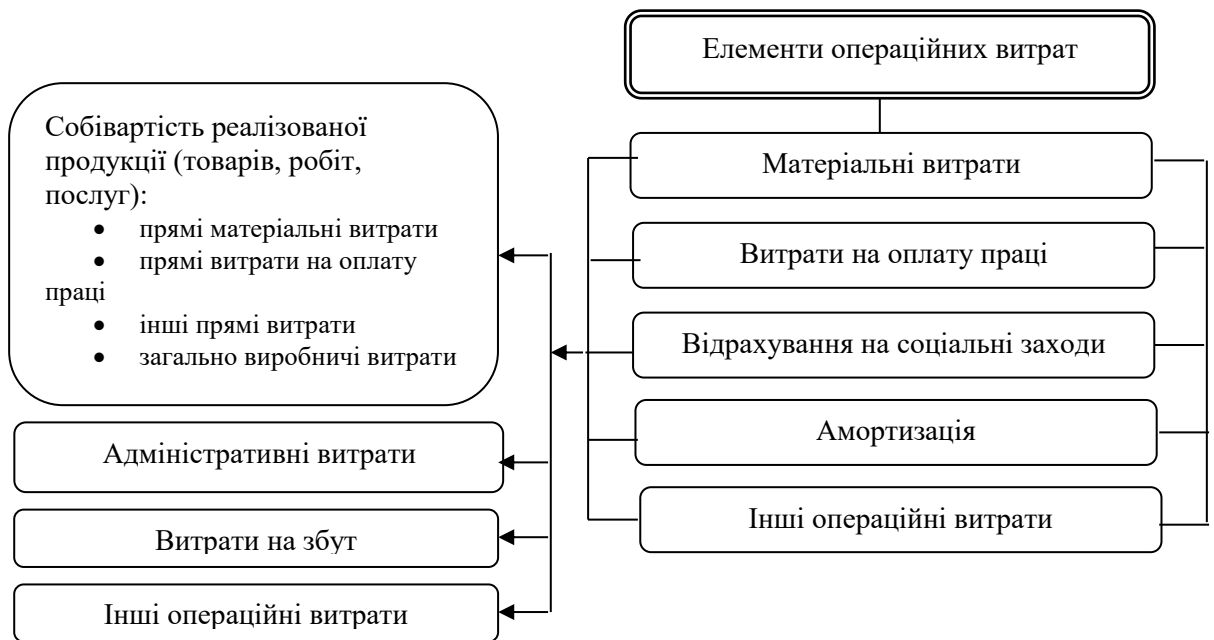 Елементи операційних витрат
Собівартість реалізованої
продукції (товарів, робіт,
послуг):
• прямі матеріальні витрати
• прямі витрати на оплату
праці
• інші прямі витрати
• загально виробничі витрати
Адміністративні витрати
Витрати на збут
Інші операційні витрати
Матеріальні витрати
Витрати на оплату праці
Відрахування на соціальні заходи
Амортизація
Інші операційні витрати